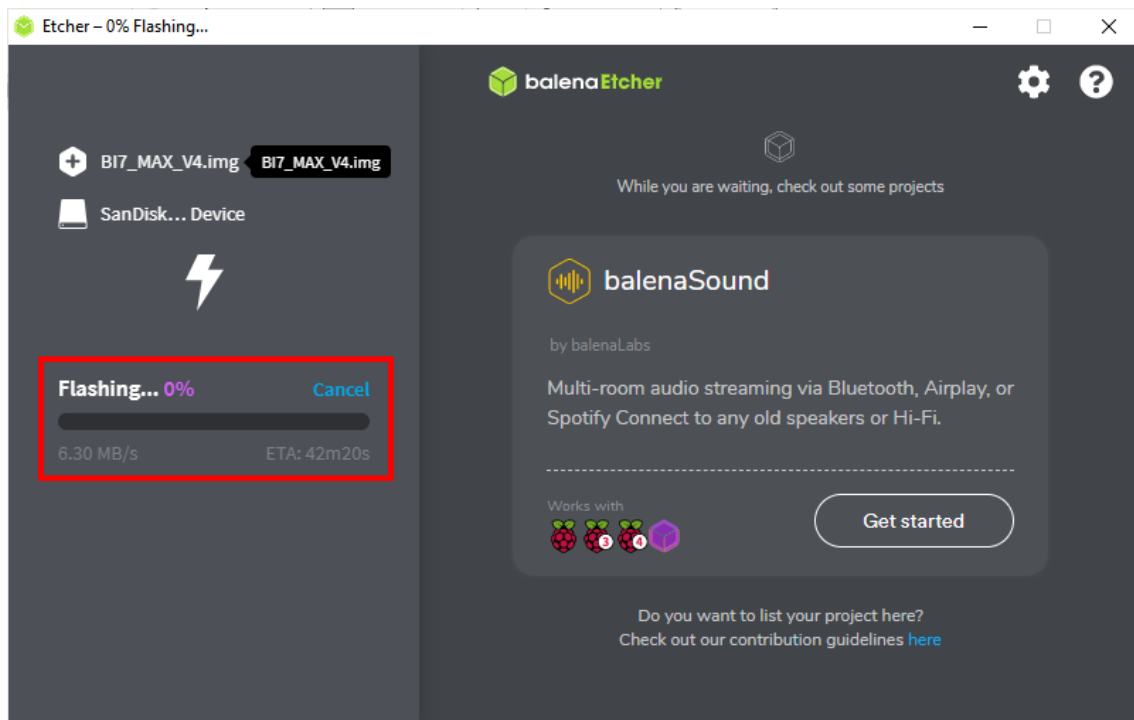 Etcher – 0% Flashing...
balenaEtcher
BI7_MAX_V4.img
BI7_MAX_V4.img
SanDisk... Device
Flashing... 0%
Cancel
6.30 MB/s
ETA: 42m20s
While you are waiting, check out some projects
balenaSound
by balenaLabs
Multi-room audio streaming via Bluetooth, Airplay, or
Spotify Connect to any old speakers or Hi-Fi.
Works with
3
4
Get started
Do you want to list your project here?
Check out our contribution guidelines here